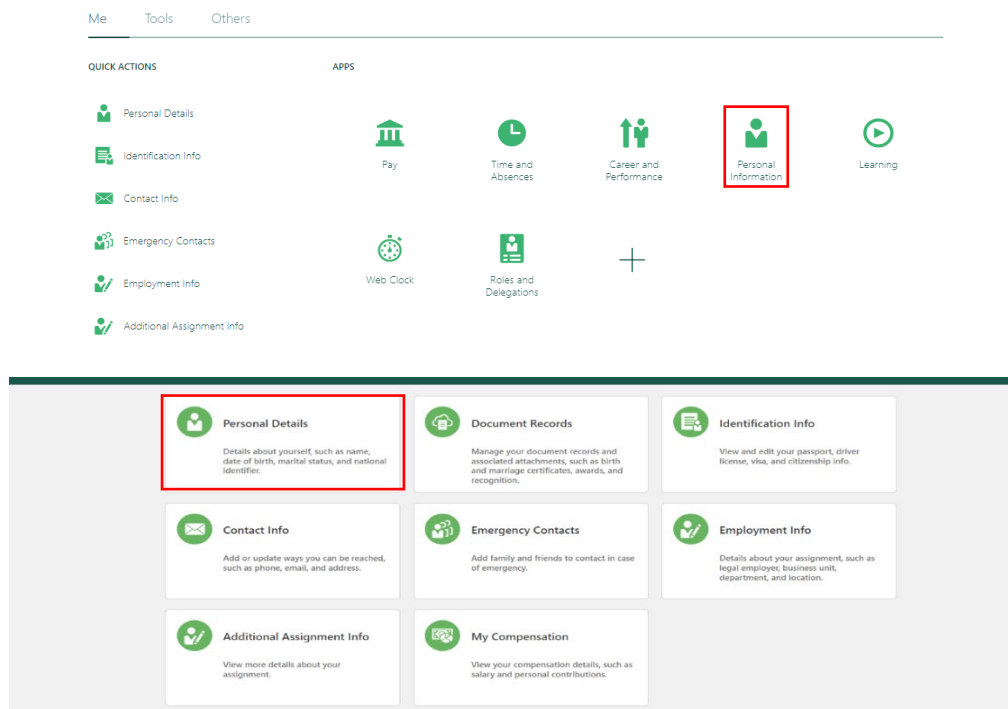 Me Tools Others
QUICK ACTIONS
APPS
Personal Details
Identification Info
Contact Info
Emergency Contacts
Employment Info
Additional Assignment Info
Pay
Time and
Absences
Career and
Performance
Personal
Information
Learning
Web Clock
Roles and
Delegations
Personal Details
Details about yourself, such as name,
date of birth, marital status, and national
identifier.
Document Records
Manage your document records and
associated attachments, such as birth
and marriage certificates, awards, and
recognition.
Identification Info
View and edit your passport, driver
license, visa, and citizenship info.
Contact Info
Add or update ways you can be reached,
such as phone, email, and address.
Emergency Contacts
Add family and friends to contact in case
of emergency.
Employment Info
Details about your assignment, such as
legal employer, business unit,
department, and location.
Additional Assignment Info
View more details about your
assignment.
My Compensation
View your compensation details, such as
salary and personal contributions.